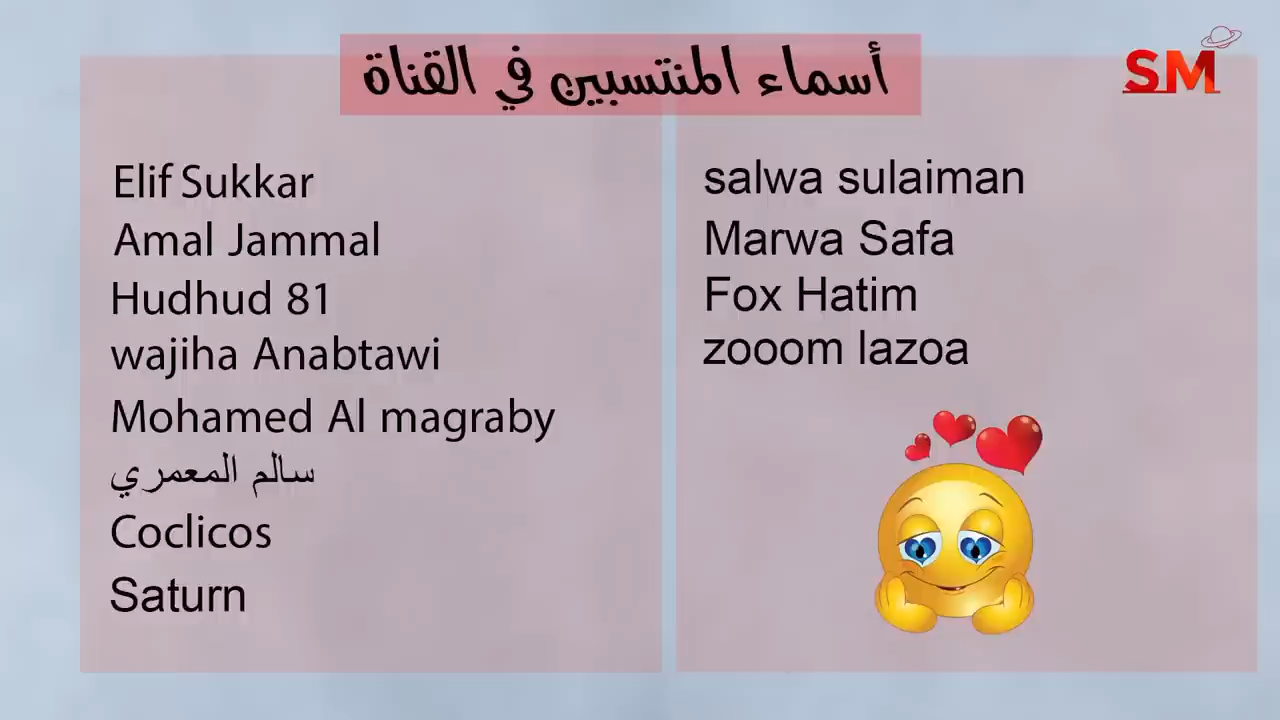 أسماء المنتسبين في القناة
SM
Elif Sukkar
Amal Jammal
Hudhud 81
wajiha Anabtawi
Mohamed Al magraby
سالم المعمري
Coclicos
Saturn
salwa sulaiman
Marwa Safa
Fox Hatim
zooom lazoa